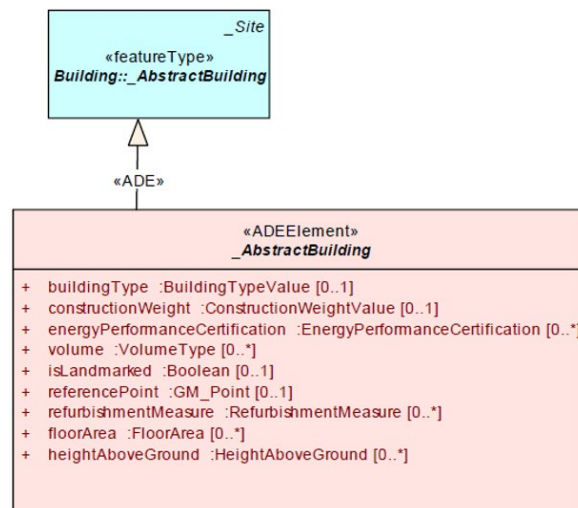 _Site
«featureType»
Building::_AbstractBuilding
«ADE»
«ADEElement»
_AbstractBuilding
+ buildingType :BuildingTypeValue [0..1]
+ constructionWeight :ConstructionWeightValue [0..1]
+ energyPerformanceCertification :EnergyPerformanceCertification [0..*]
+ volume :VolumeType [0..*]
+ isLandmarked :Boolean [0..1]
+ referencePoint :GM_Point [0..1]
+ refurbishmentMeasure :RefurbishmentMeasure [0..*]
+ floorArea :FloorArea [0..*]
+ heightAboveGround :HeightAboveGround [0..*]